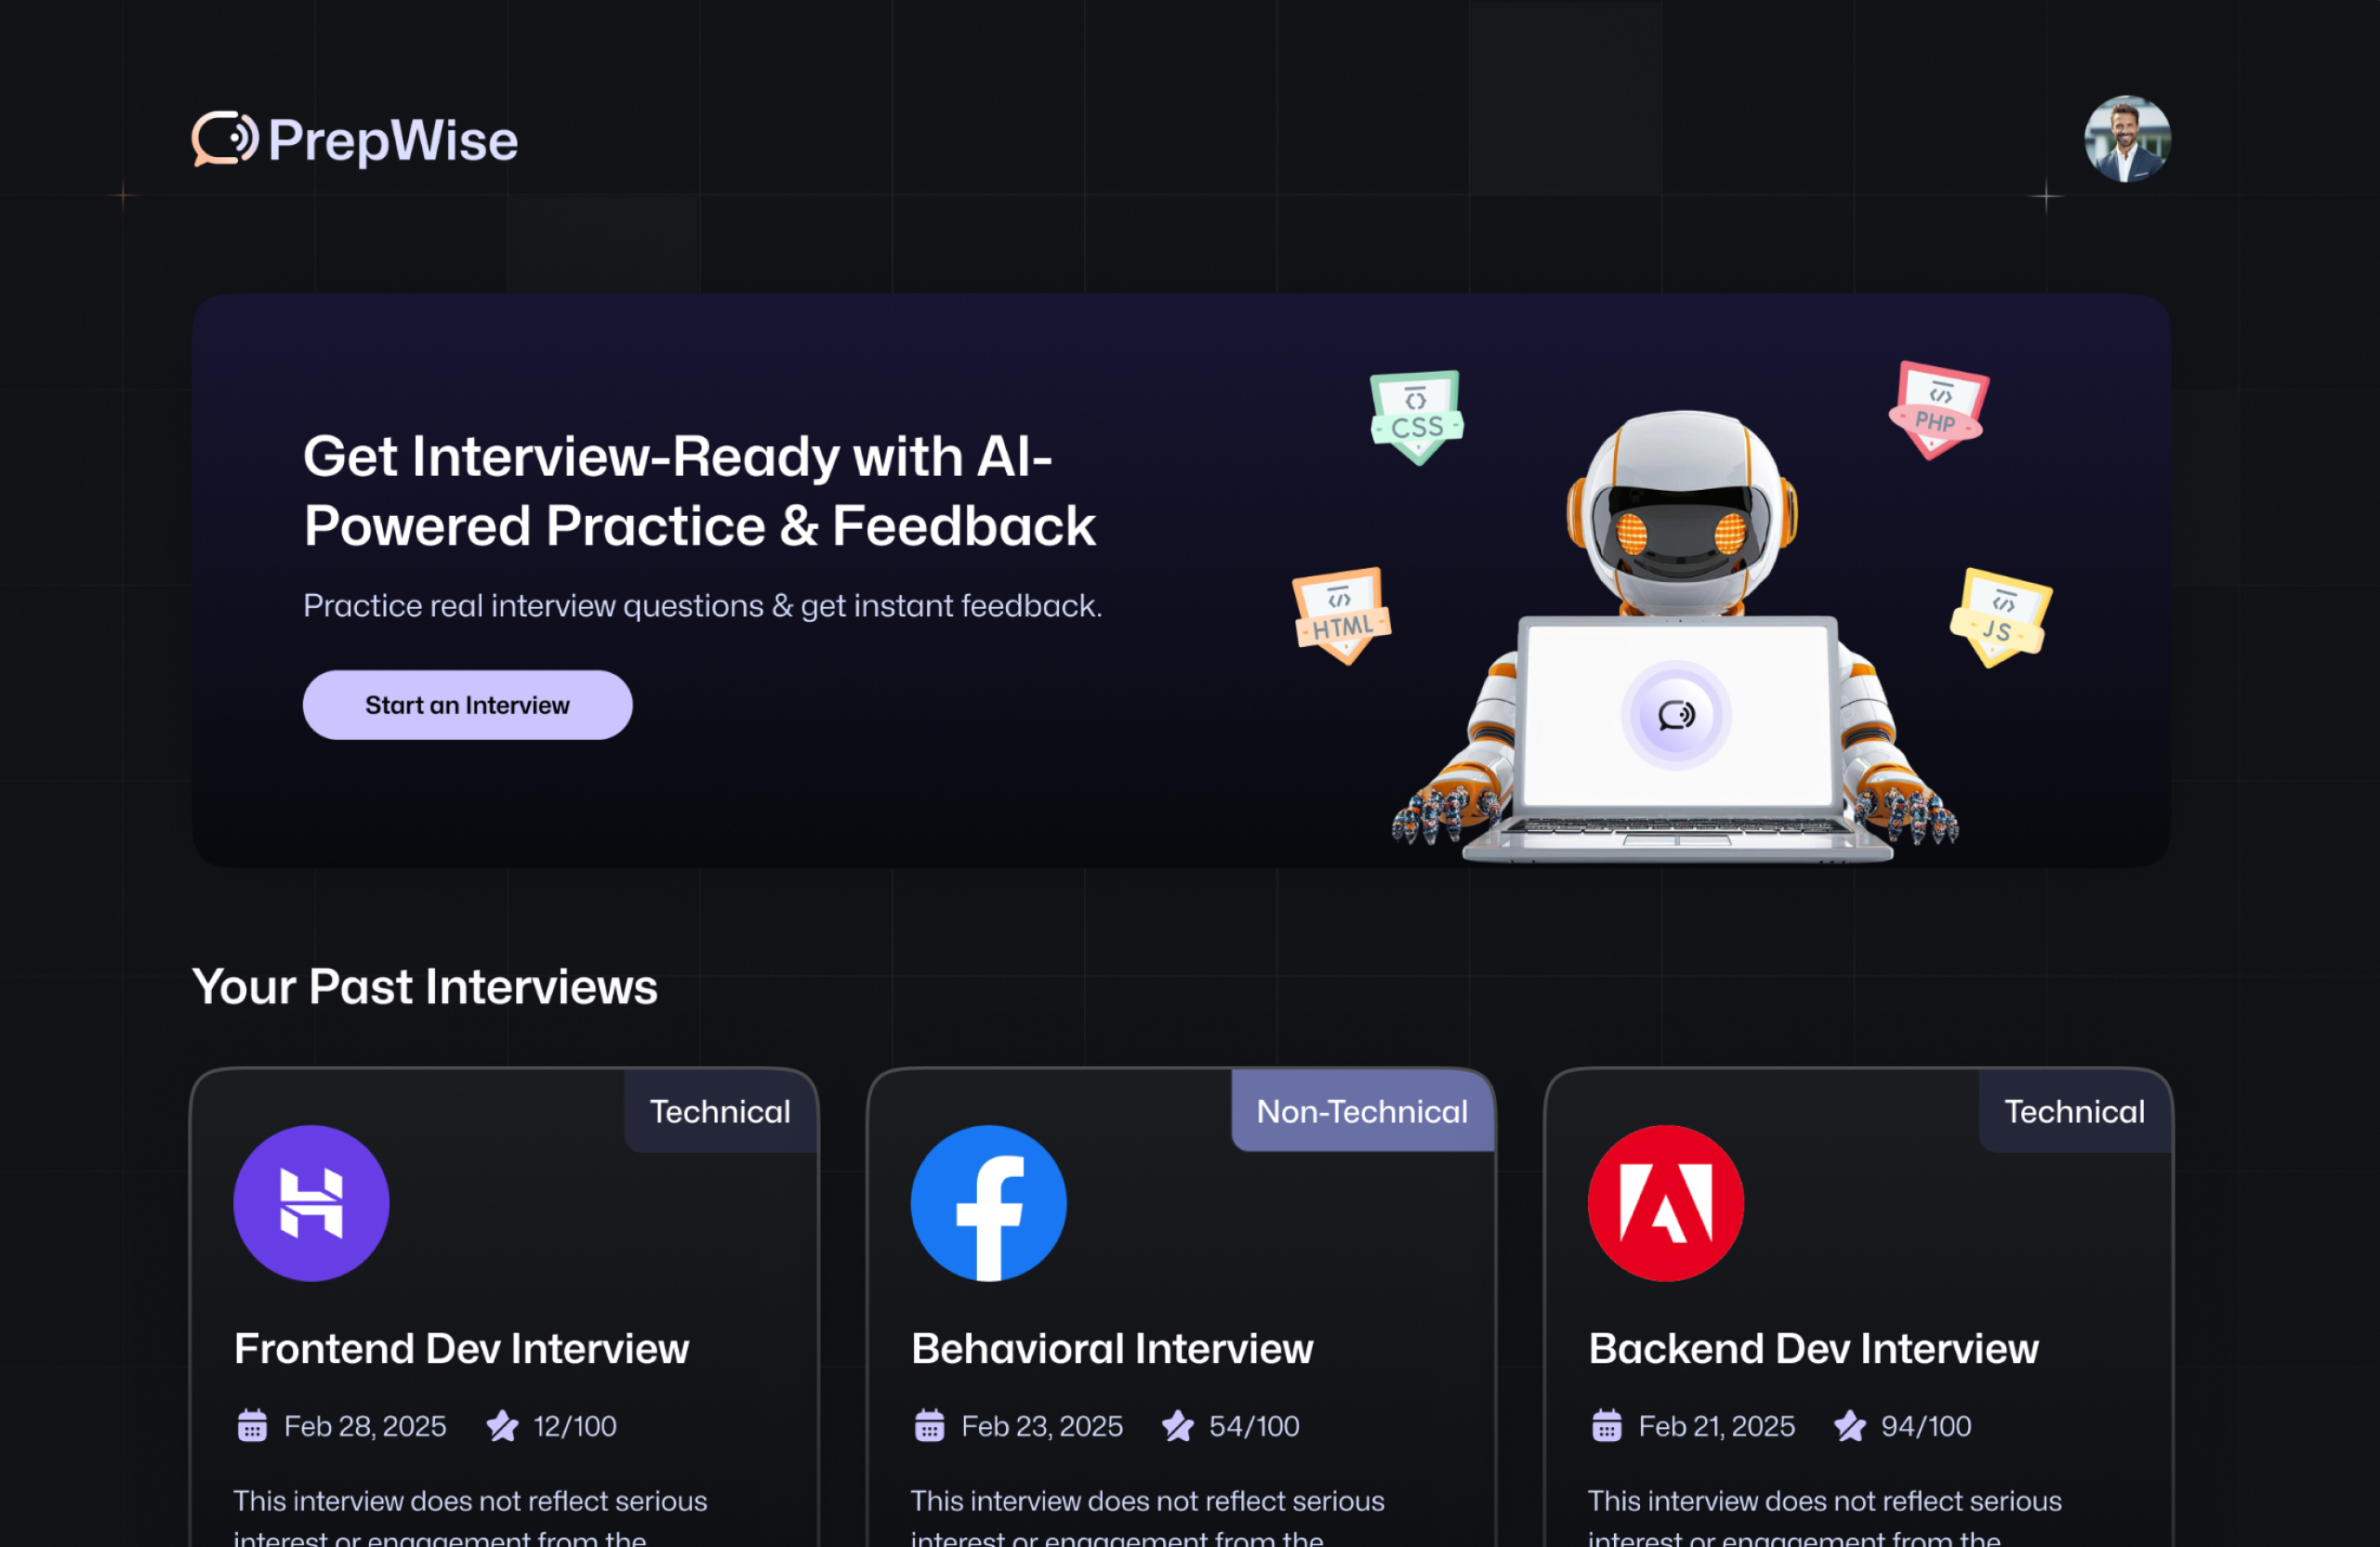 PrepWise
Get Interview-Ready with AI-
Powered Practice & Feedback
Practice real interview questions & get instant feedback.
Start an Interview
CSS
PHP
HTML
JS
Your Past Interviews
Technical
Frontend Dev Interview
Feb 28, 2025 12/100
This interview does not reflect serious
interest or engagement from the
Non-Technical
Behavioral Interview
Feb 23, 2025 54/100
This interview does not reflect serious
interest or engagement from the
Technical
Backend Dev Interview
Feb 21, 2025 94/100
This interview does not reflect serious
interest or engagement from the